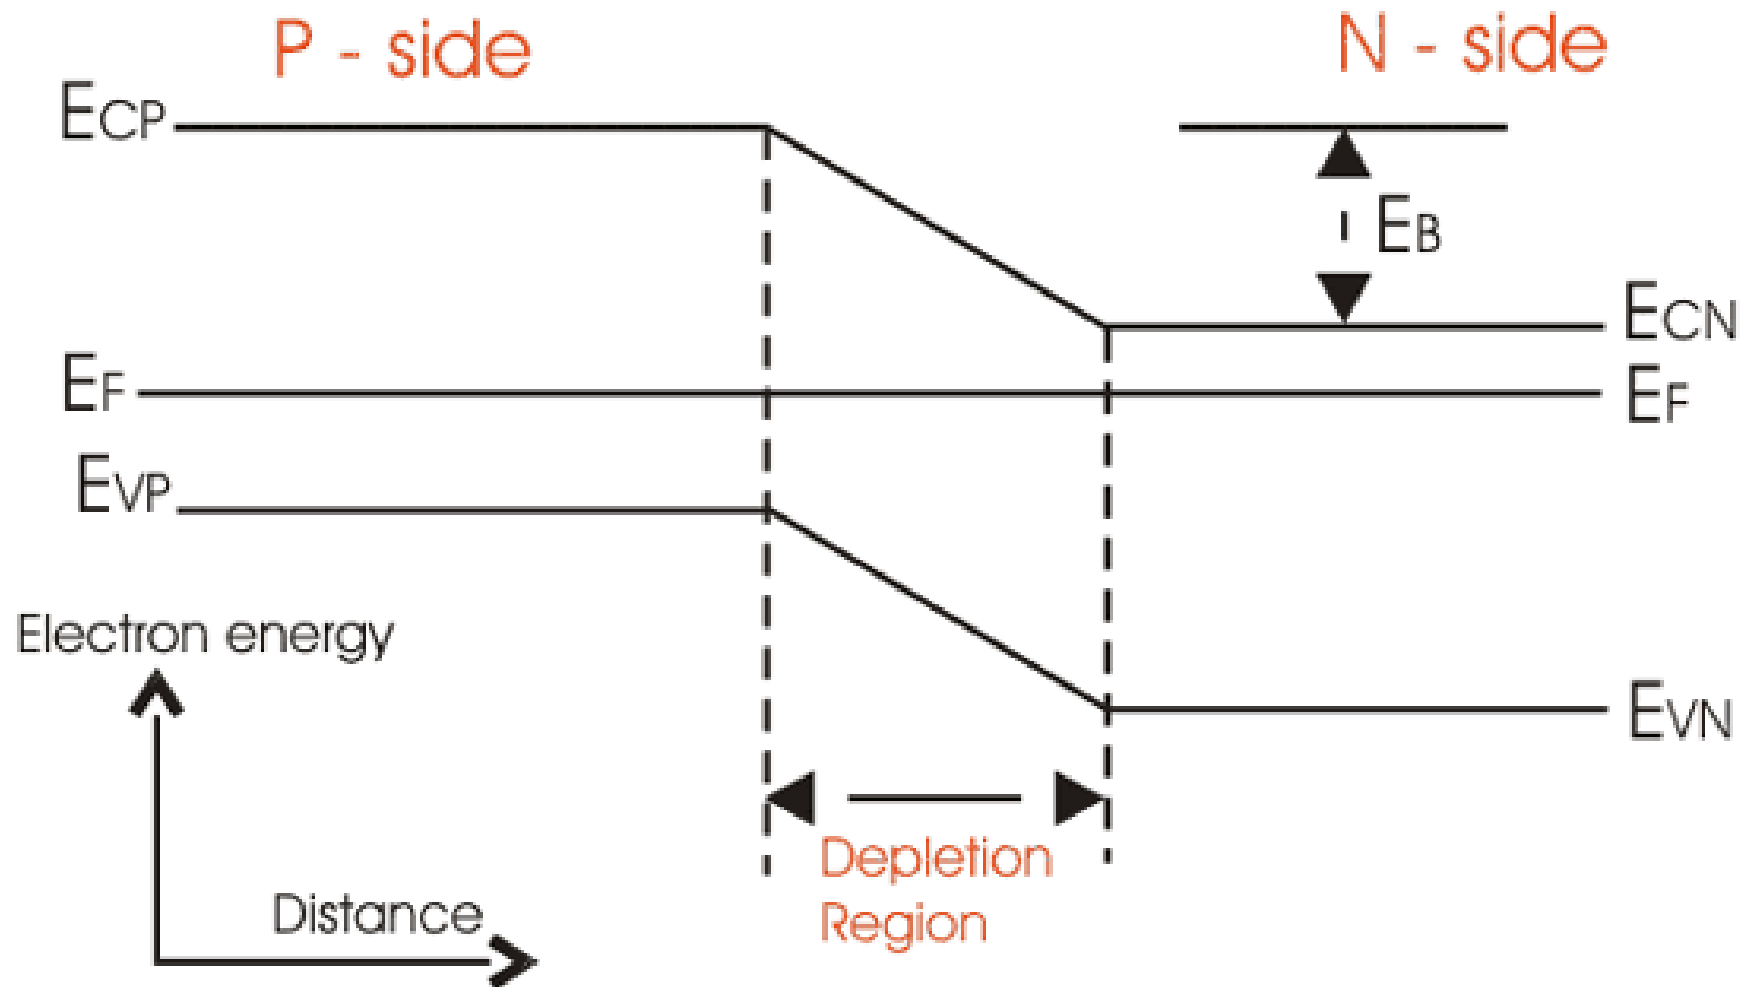 P - side
N - side
ECP
EB
ECN
EF
EF
EVP
Electron energy
EVN
Depletion
Region
Distance